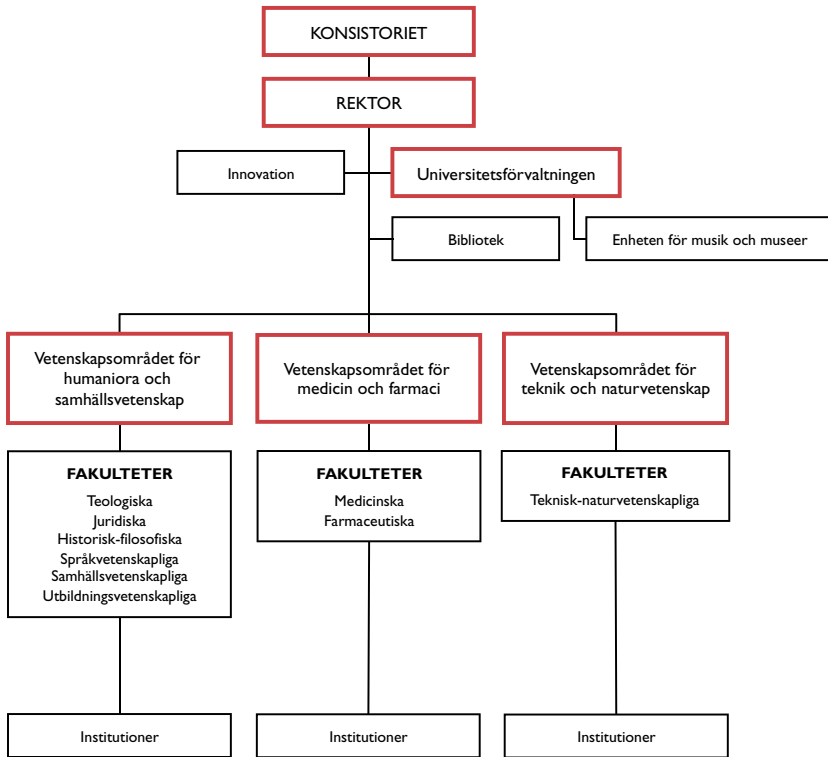 KONSISTORIET
REKTOR
Innovation
Universitetsförvaltningen
Bibliotek
Enheten för musik och museer
Vetenskapsområdet för
humaniora och
samhällsvetenskap
Vetenskapsområdet för
medicin och farmaci
Vetenskapsområdet för
teknik och naturvetenskap
FAKULTETER
Teologiska
Juridiska
Historisk-filosofiska
Språkvetenskapliga
Samhällsvetenskapliga
Utbildningsvetenskapliga
FAKULTETER
Medicinska
Farmaceutiska
FAKULTETER
Teknisk-naturvetenskapliga
Institutioner
Institutioner
Institutioner